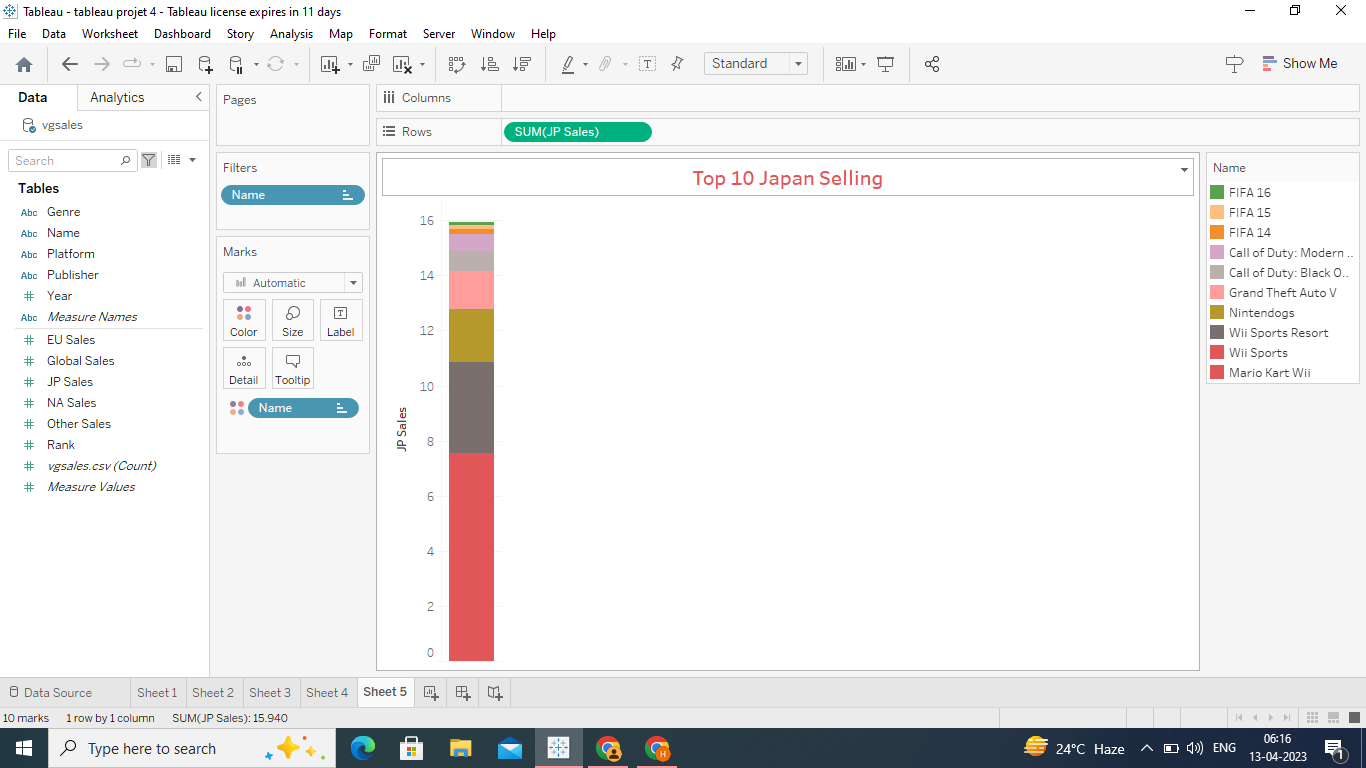 Tableau - tableau projet 4 - Tableau license expires in 11 days
File Data Worksheet Dashboard Story Analysis Map Format Server Window Help
Standard
Show Me
Data
Analytics
vgsales
Search
Tables
Abc Genre
Abc Name
Abc Platform
Abc Publisher
# Year
Abc Measure Names
# EU Sales
# Global Sales
# JP Sales
# NA Sales
# Other Sales
# Rank
# vgsales.csv (Count)
# Measure Values
Pages
Filters
Name
Marks
Automatic
Color Size Label
Detail Tooltip
Name
Columns
Rows
SUM(JP Sales)
Top 10 Japan Selling
JP Sales
16
14
12
10
8
6
4
2
0
Name
FIFA 16
FIFA 15
FIFA 14
Call of Duty: Modern ..
Call of Duty: Black O..
Grand Theft Auto V
Nintendogs
Wii Sports Resort
Wii Sports
Mario Kart Wii
Data Source Sheet 1 Sheet 2 Sheet 3 Sheet 4 Sheet 5
10 marks 1 row by 1 column SUM(JP Sales): 15.940
Type here to search
H
24°C Haze
ENG
06:16
13-04-2023
1